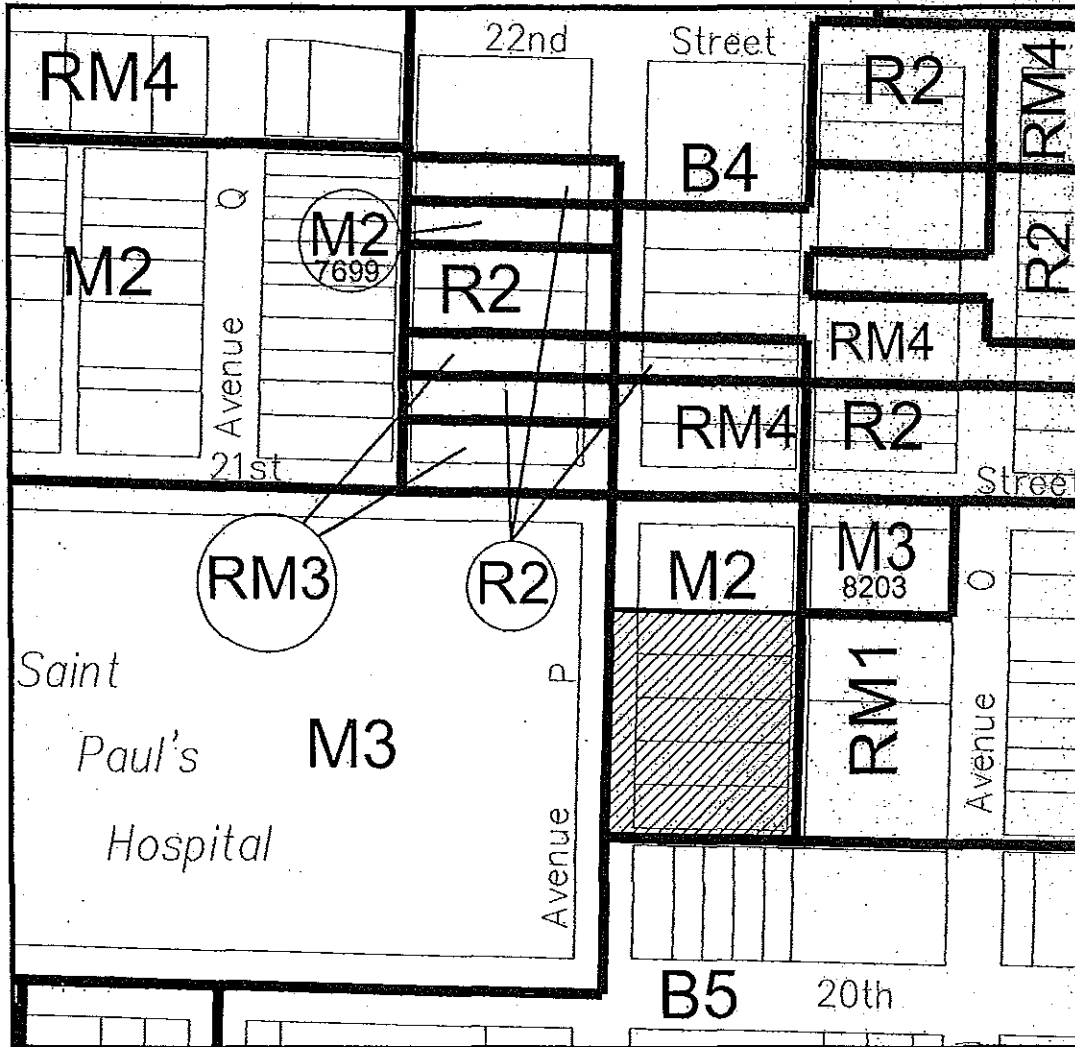 22nd Street
RM4
R2
RM4
B4
Avenue Q
M2
7699
M2
R2
R2
RM4
RM4
R2
21st Street
RM3
R2
M2
M3
8203
Saint
Paul's
Hospital
M3
Avenue P
RM1
Avenue O
B5
20th